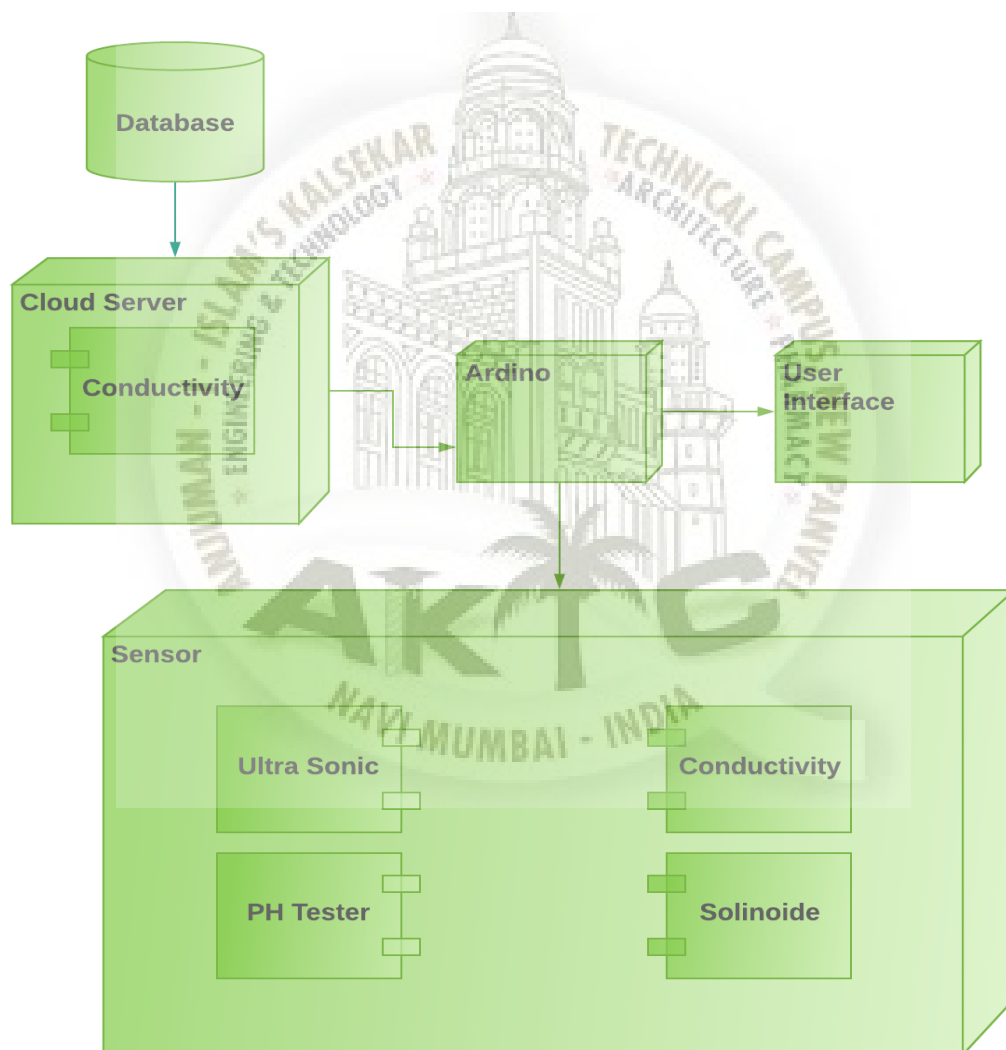 Database
Cloud Server
Conductivity
Ardino
User
Interface
Sensor
Ultra Sonic
Conductivity
PH Tester
Solinoide
ANJUMAN - I - ISLAM'S KALSEKAR
TECHNICAL CAMPUS NEW PANVEL
ENGINEERING & TECHNOLOGY
ARCHITECTURE
PHARMACY
AKTC
NAVI MUMBAI - INDIA